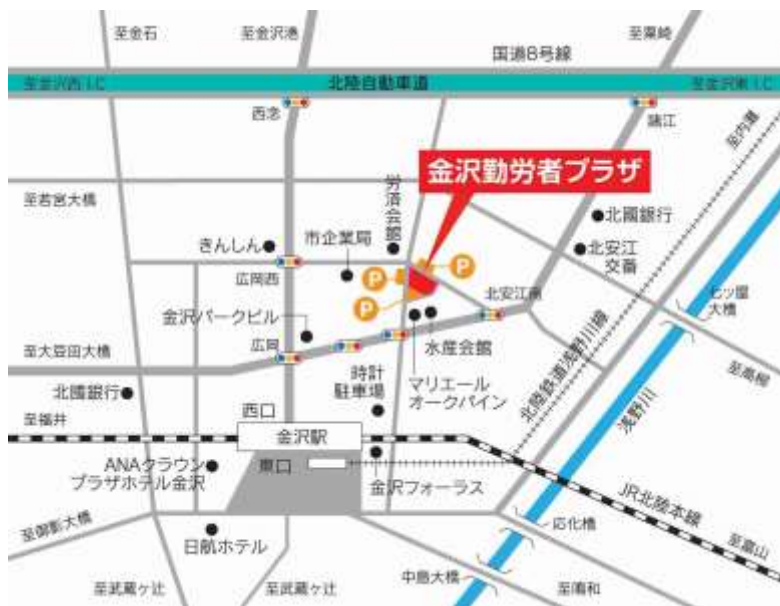 至金石
至金沢港
至粟崎
国道8号線
至金沢西I.C
北陸自動車道
至金沢東I.C
西念
諸江
至内灘
金沢勤労者プラザ
労済会館
至若宮大橋
北國銀行
きんしん
市企業局
北安江
交番
P
P
P
広岡西
北安江南
七ツ屋
大橋
金沢パークビル
広岡
水産会館
至大豆田大橋
時計
駐車場
マリエール
オークパイン
北陸鉄道浅野川線
浅野川
北國銀行
西口
至福井
金沢駅
ANAクラウン
プラザホテル金沢
東口
金沢フォーラス
JR北陸本線
至御影大橋
日航ホテル
応化橋
至富山
至武蔵ヶ辻
至武蔵ヶ辻
中島大橋
至鳴和